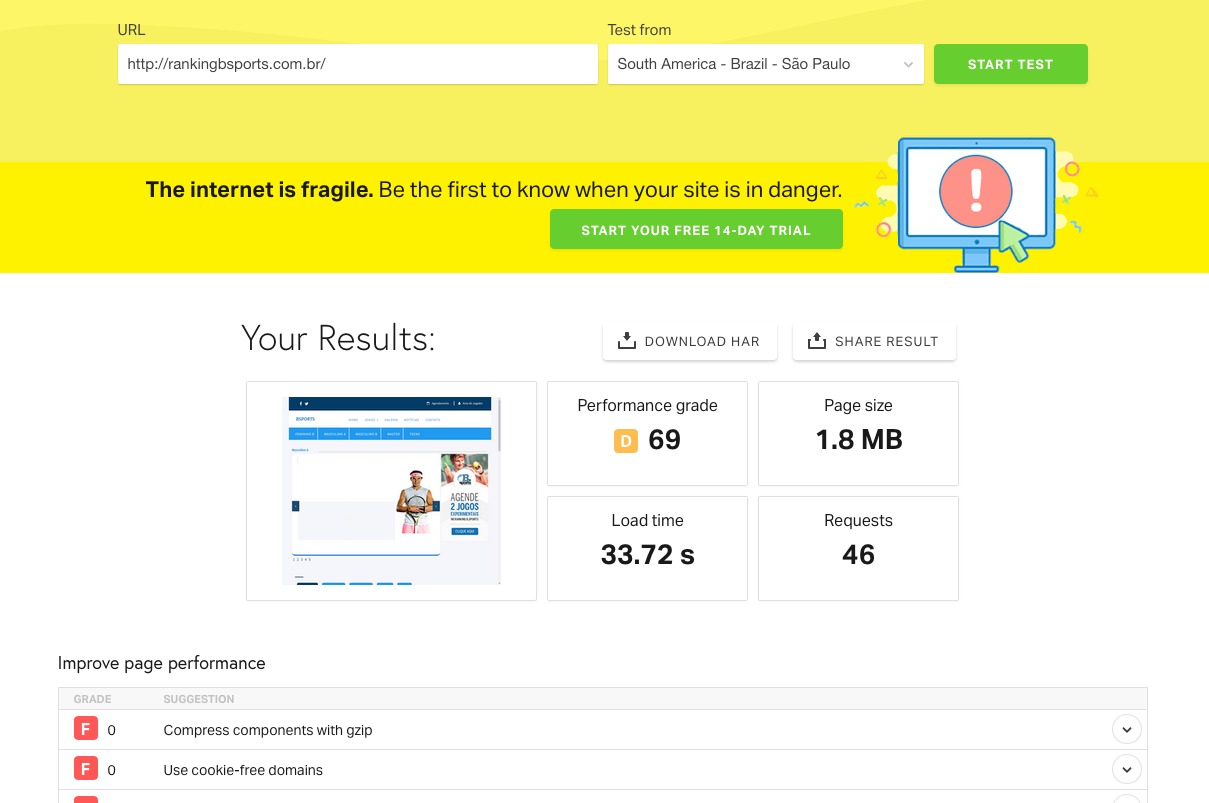 URL
Test from
http://rankingbsports.com.br/
South America - Brazil - São Paulo
START TEST
The internet is fragile. Be the first to know when your site is in danger.
START YOUR FREE 14-DAY TRIAL
Your Results:
DOWNLOAD HAR
SHARE RESULT
BSPORTS
AGENDE
2 JOGOS
EXPERIMENTAIS
Performance grade
D 69
Page size
1.8 MB
Load time
33.72 s
Requests
46
Improve page performance
GRADE
SUGGESTION
F 0
Compress components with gzip
F 0
Use cookie-free domains